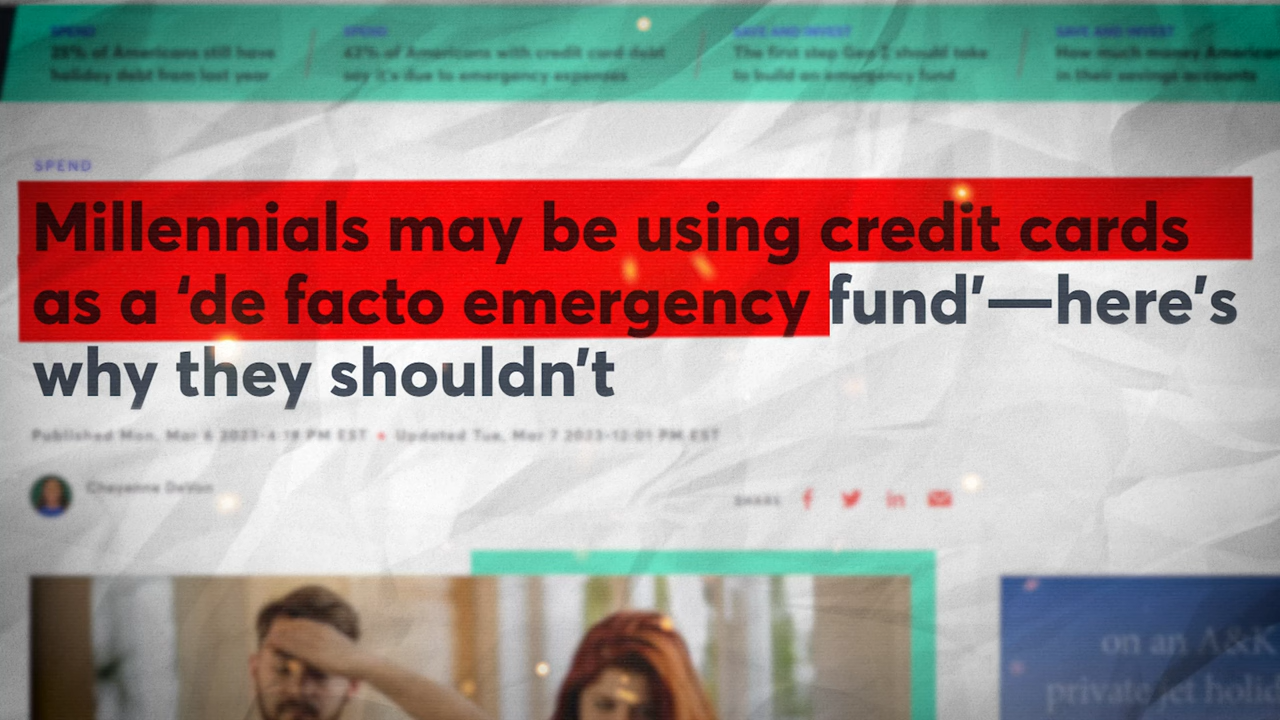 SPEND
25% of Americans still have
holiday debt from last year
SPEND
43% of Americans with credit card debt
say it's due to emergency expenses
SAVE AND INVEST
The first step Gen Z should take
to build an emergency fund
SAVE AND INVEST
How much money American
in their savings accounts
SPEND
Millennials may be using credit cards
as a ‘de facto emergency fund’—here’s
why they shouldn’t
Published Mon, Mar 6 2023•4:18 PM EST • Updated Tue, Mar 7 2023•12:01 PM EST
Cheyenne DeVon
SHARE
on an A&K
private jet holid